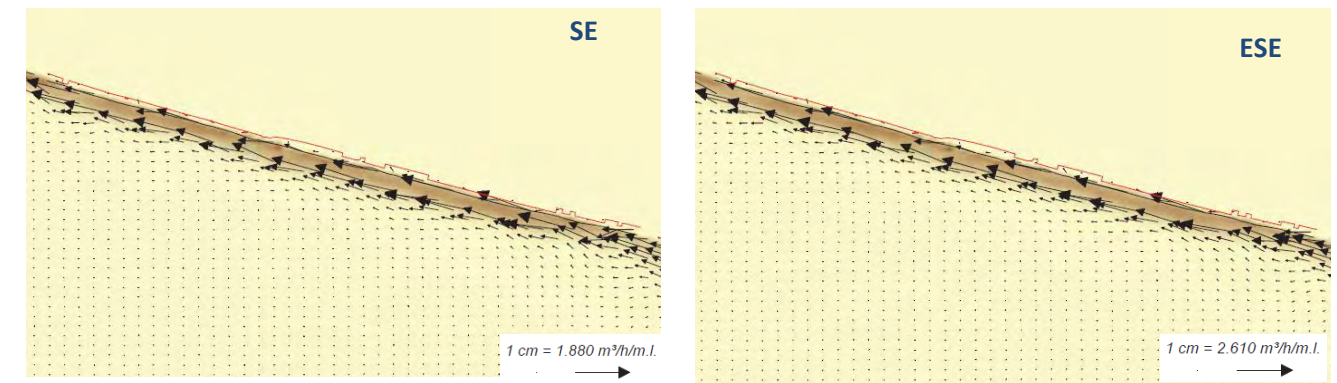 SE
ESE
1 cm = 1.880 m³/h/m.l.
1 cm = 2.610 m³/h/m.l.